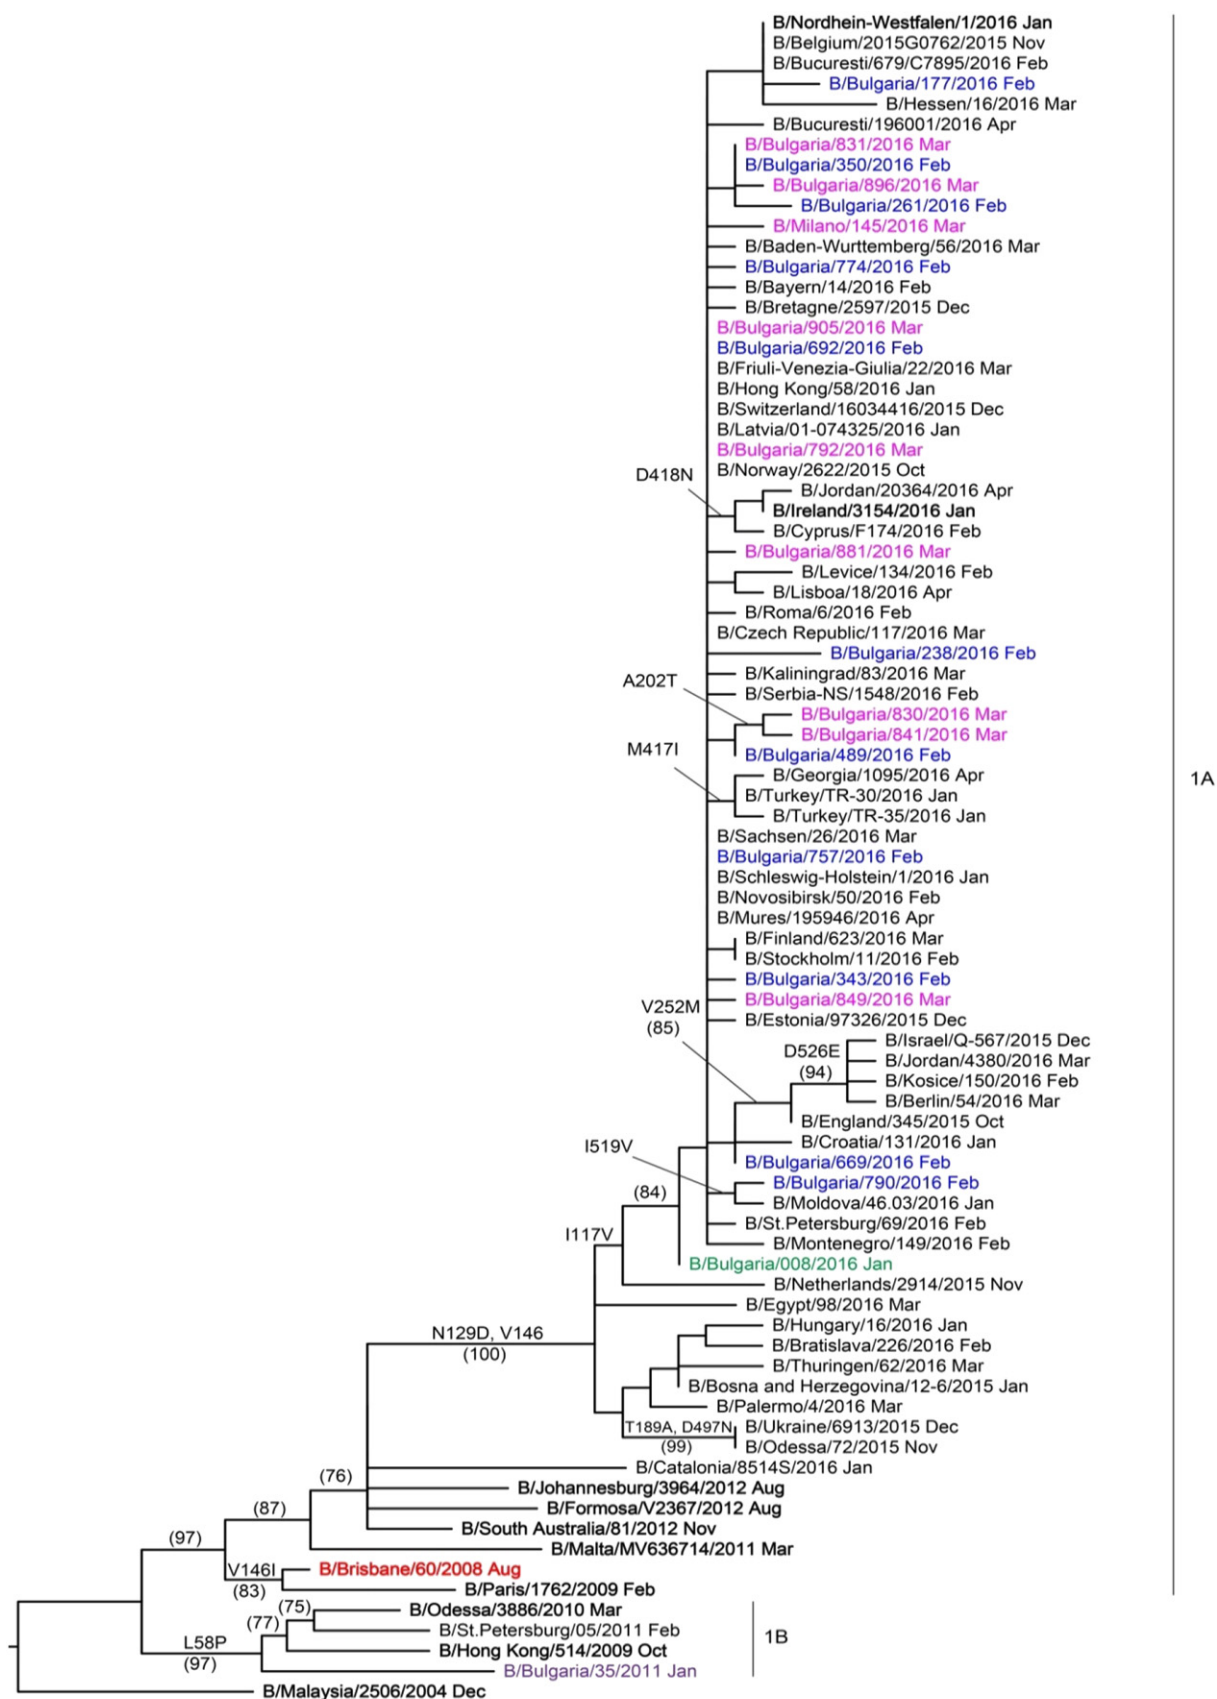 B/Nordhein-Westfalen/1/2016 Jan
B/Belgium/2015G0762/2015 Nov
B/Bucuresti/679/C7895/2016 Feb
B/Bulgaria/177/2016 Feb
B/Hessen/16/2016 Mar
B/Bucuresti/196001/2016 Apr
B/Bulgaria/831/2016 Mar
B/Bulgaria/350/2016 Feb
B/Bulgaria/896/2016 Mar
B/Bulgaria/261/2016 Feb
B/Milano/145/2016 Mar
B/Baden-Wurttemberg/56/2016 Mar
B/Bulgaria/774/2016 Feb
B/Bayern/14/2016 Feb
B/Bretagne/2597/2015 Dec
B/Bulgaria/905/2016 Mar
B/Bulgaria/692/2016 Feb
B/Friuli-Venezia-Giulia/22/2016 Mar
B/Hong Kong/58/2016 Jan
B/Switzerland/16034416/2015 Dec
B/Latvia/01-074325/2016 Jan
B/Bulgaria/792/2016 Mar
B/Norway/2622/2015 Oct
D418N
B/Jordan/20364/2016 Apr
B/Ireland/3154/2016 Jan
B/Cyprus/F174/2016 Feb
B/Bulgaria/881/2016 Mar
B/Levice/134/2016 Feb
B/Lisboa/18/2016 Apr
B/Roma/6/2016 Feb
B/Czech Republic/117/2016 Mar
B/Bulgaria/238/2016 Feb
B/Kaliningrad/83/2016 Mar
A202T
B/Serbia-NS/1548/2016 Feb
B/Bulgaria/830/2016 Mar
B/Bulgaria/841/2016 Mar
M417I
B/Bulgaria/489/2016 Feb
B/Georgia/1095/2016 Apr
1A
B/Turkey/TR-30/2016 Jan
B/Turkey/TR-35/2016 Jan
B/Sachsen/26/2016 Mar
B/Bulgaria/757/2016 Feb
B/Schleswig-Holstein/1/2016 Jan
B/Novosibirsk/50/2016 Feb
B/Mures/195946/2016 Apr
B/Finland/623/2016 Mar
B/Stockholm/11/2016 Feb
B/Bulgaria/343/2016 Feb
B/Bulgaria/849/2016 Mar
V252M
(85)
B/Estonia/97326/2015 Dec
B/Israel/Q-567/2015 Dec
D526E
(94)
B/Jordan/4380/2016 Mar
B/Kosice/150/2016 Feb
B/Berlin/54/2016 Mar
B/England/345/2015 Oct
B/Croatia/131/2016 Jan
I519V
B/Bulgaria/669/2016 Feb
B/Bulgaria/790/2016 Feb
(84)
B/Moldova/46.03/2016 Jan
B/St.Petersburg/69/2016 Feb
I117V
B/Montenegro/149/2016 Feb
B/Bulgaria/008/2016 Jan
B/Netherlands/2914/2015 Nov
B/Egypt/98/2016 Mar
N129D, V146
(100)
B/Hungary/16/2016 Jan
B/Bratislava/226/2016 Feb
B/Thuringen/62/2016 Mar
B/Bosna and Herzegovina/12-6/2015 Jan
B/Palermo/4/2016 Mar
T189A, D497N
(99)
B/Ukraine/6913/2015 Dec
B/Odessa/72/2015 Nov
B/Catalonia/8514S/2016 Jan
(76)
B/Johannesburg/3964/2012 Aug
(87)
B/Formosa/V2367/2012 Aug
B/South Australia/81/2012 Nov
(97)
B/Malta/MV636714/2011 Mar
V146I
(83)
B/Brisbane/60/2008 Aug
B/Paris/1762/2009 Feb
(75)
B/Odessa/3886/2010 Mar
(77)
B/St.Petersburg/05/2011 Feb
1B
L58P
(97)
B/Hong Kong/514/2009 Oct
B/Bulgaria/35/2011 Jan
B/Malaysia/2506/2004 Dec